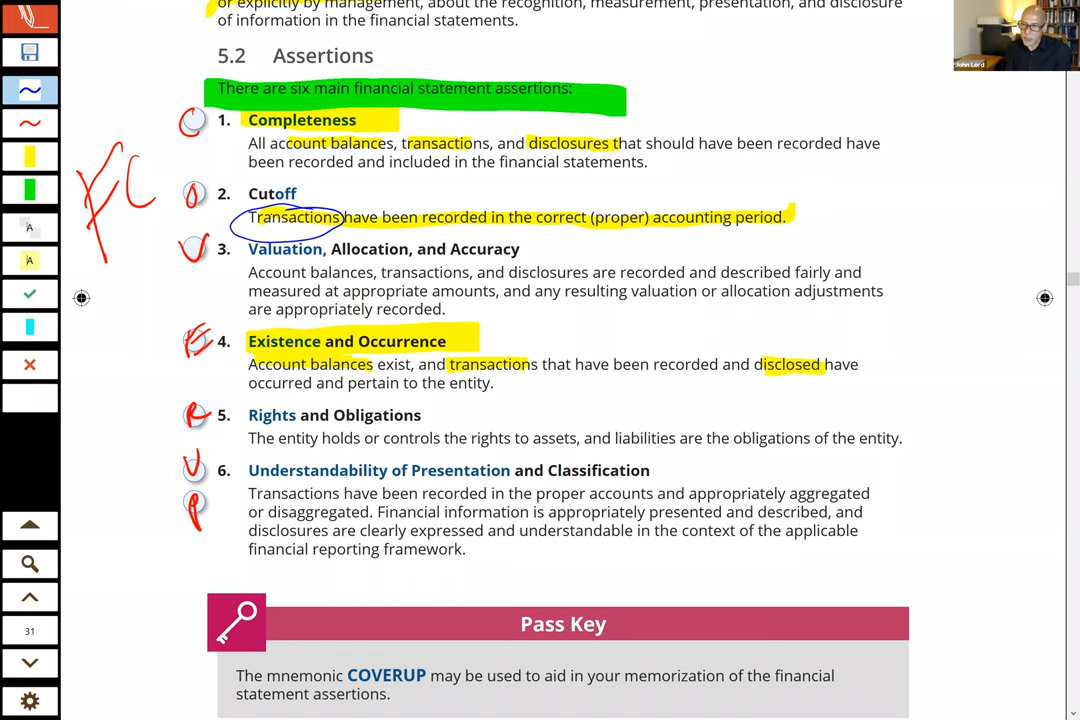 or explicitly by management, about the recognition, measurement, presentation, and disclosure
of information in the financial statements.
John Lord
5.2 Assertions
There are six main financial statement assertions:
C 1. Completeness
All account balances, transactions, and disclosures that should have been recorded have
been recorded and included in the financial statements.
FC
O 2. Cutoff
Transactions have been recorded in the correct (proper) accounting period.
V 3. Valuation, Allocation, and Accuracy
Account balances, transactions, and disclosures are recorded and described fairly and
measured at appropriate amounts, and any resulting valuation or allocation adjustments
are appropriately recorded.
E 4. Existence and Occurrence
Account balances exist, and transactions that have been recorded and disclosed have
occurred and pertain to the entity.
R 5. Rights and Obligations
The entity holds or controls the rights to assets, and liabilities are the obligations of the entity.
U 6. Understandability of Presentation and Classification
P
Transactions have been recorded in the proper accounts and appropriately aggregated
or disaggregated. Financial information is appropriately presented and described, and
disclosures are clearly expressed and understandable in the context of the applicable
financial reporting framework.
Pass Key
The mnemonic COVERUP may be used to aid in your memorization of the financial
statement assertions.
A
A
31